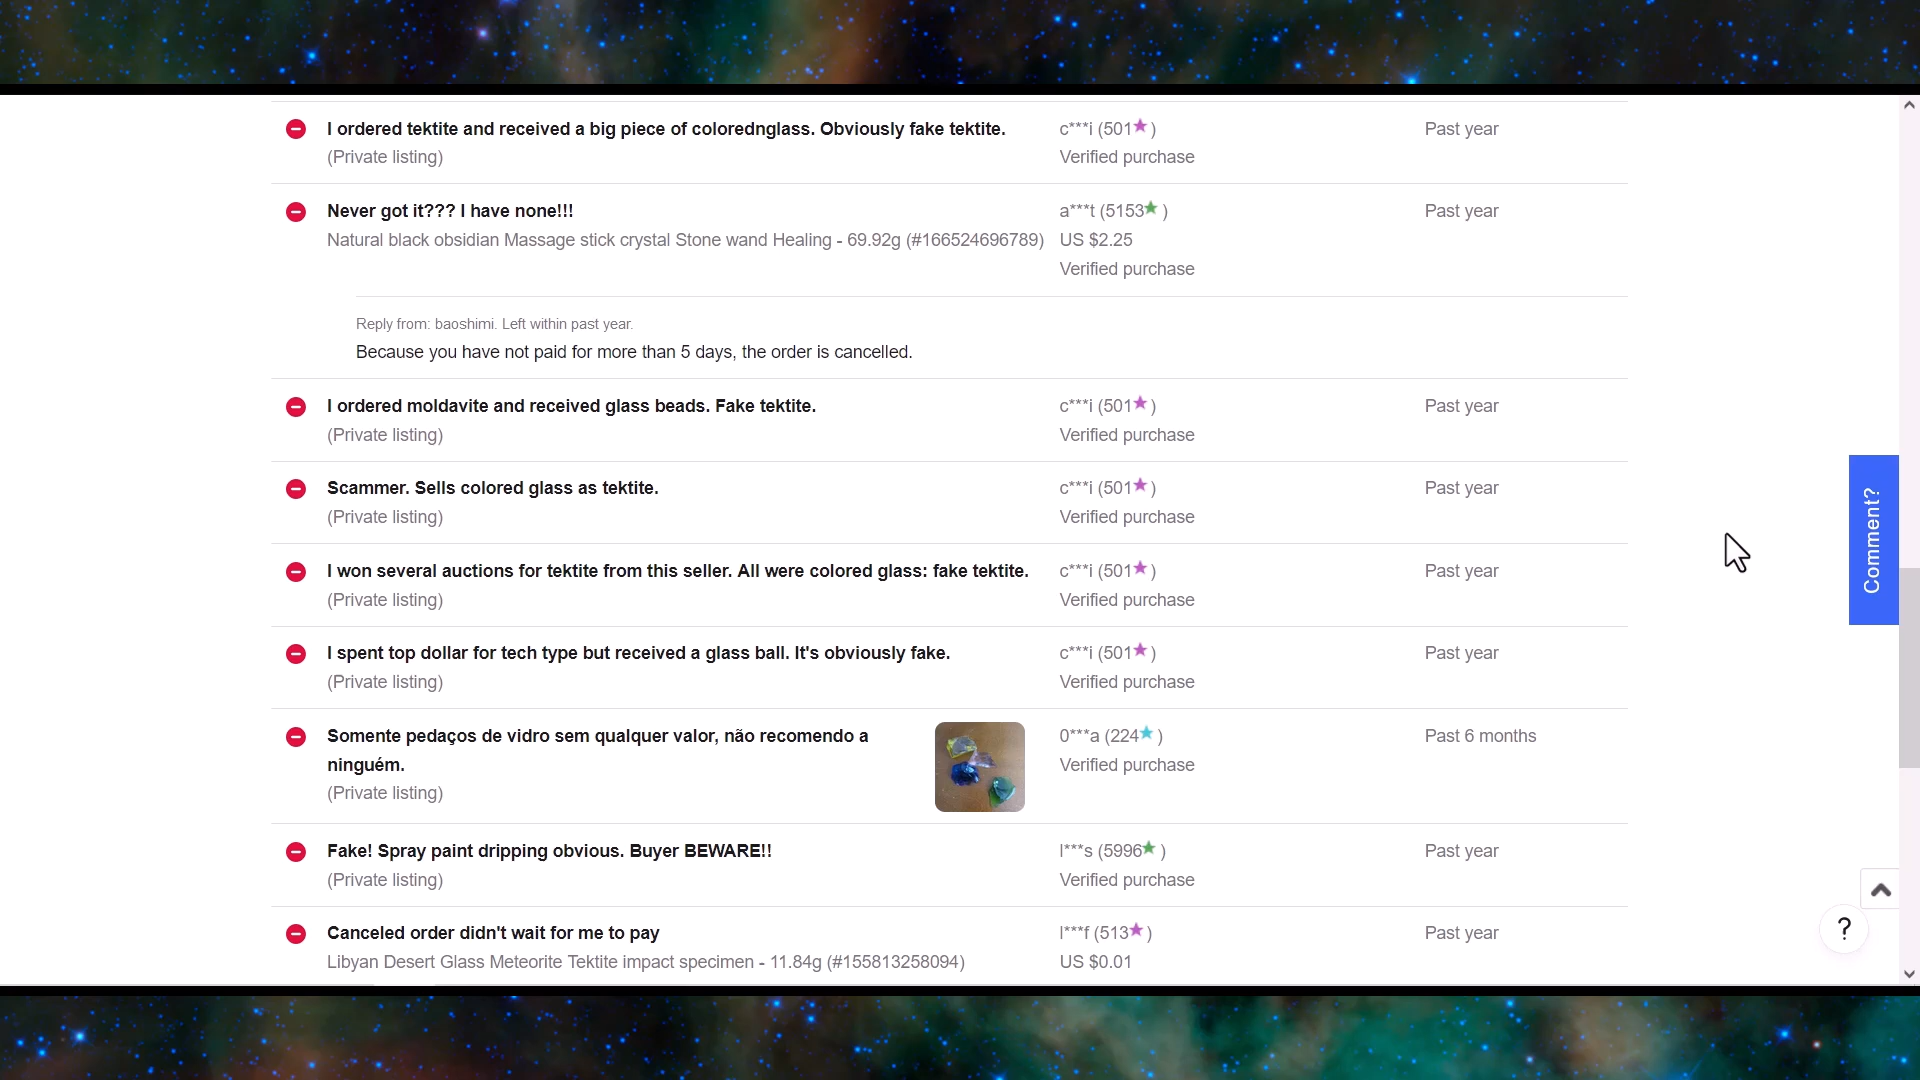 I ordered tektite and received a big piece of colorednglass. Obviously fake tektite.
c***i (501★)
Past year
(Private listing)
Verified purchase
Never got it??? I have none!!!
a***t (5153★)
Past year
Natural black obsidian Massage stick crystal Stone wand Healing - 69.92g (#166524696789)
US $2.25
Verified purchase
Reply from: baoshimi. Left within past year.
Because you have not paid for more than 5 days, the order is cancelled.
I ordered moldavite and received glass beads. Fake tektite.
c***i (501★)
Past year
(Private listing)
Verified purchase
Scammer. Sells colored glass as tektite.
c***i (501★)
Past year
(Private listing)
Verified purchase
I won several auctions for tektite from this seller. All were colored glass: fake tektite.
c***i (501★)
Past year
(Private listing)
Verified purchase
I spent top dollar for tech type but received a glass ball. It's obviously fake.
c***i (501★)
Past year
(Private listing)
Verified purchase
Somente pedaços de vidro sem qualquer valor, não recomendo a
ninguém.
0***a (224★)
Past 6 months
(Private listing)
Verified purchase
Fake! Spray paint dripping obvious. Buyer BEWARE!!
l***s (5996★)
Past year
(Private listing)
Verified purchase
Canceled order didn't wait for me to pay
l***f (513★)
Past year
Libyan Desert Glass Meteorite Tektite impact specimen - 11.84g (#155813258094)
US $0.01
Comment?
?